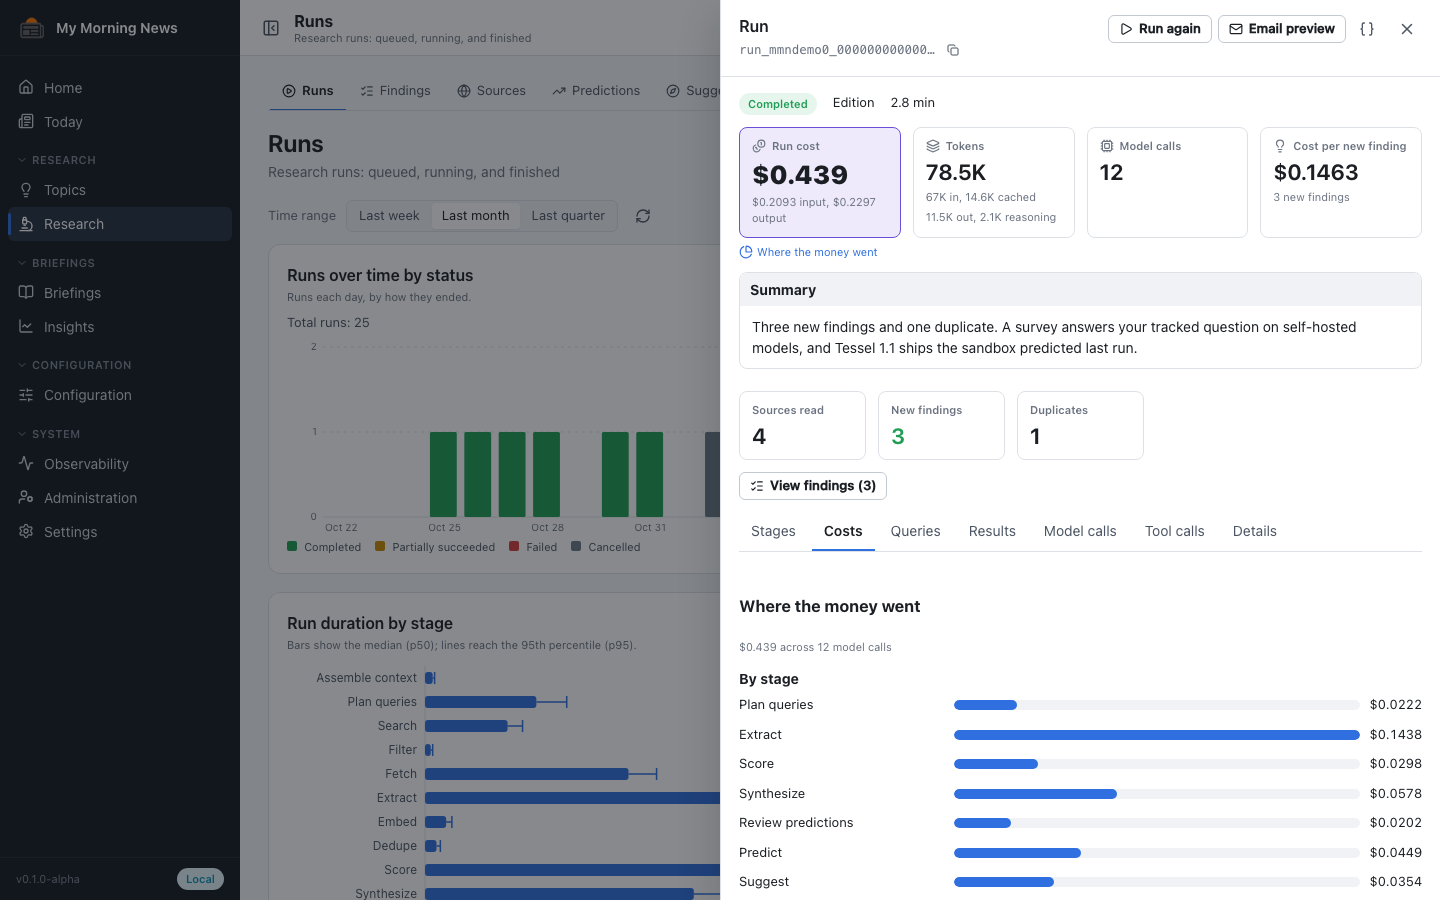 My Morning News
Home
Today
RESEARCH
Topics
Research
BRIEFINGS
Briefings
Insights
CONFIGURATION
Configuration
SYSTEM
Observability
Administration
Settings
v0.1.0-alpha
Local
Runs
Research runs: queued, running, and finished
Runs
Findings
Sources
Predictions
Sugge
Runs
Research runs: queued, running, and finished
Time range
Last week
Last month
Last quarter
Runs over time by status
Runs each day, by how they ended.
Total runs: 25
2
1
0
Oct 22
Oct 25
Oct 28
Oct 31
Completed
Partially succeeded
Failed
Cancelled
Run duration by stage
Bars show the median (p50); lines reach the 95th percentile (p95).
Assemble context
Plan queries
Search
Filter
Fetch
Extract
Embed
Dedupe
Score
Synthesize
Run
run_mmndemo0_000000000000…
Run again
Email preview
{ }
Completed
Edition
2.8 min
Run cost
$0.439
$0.2093 input, $0.2297
output
Tokens
78.5K
67K in, 14.6K cached
11.5K out, 2.1K reasoning
Model calls
12
Cost per new finding
$0.1463
3 new findings
Where the money went
Summary
Three new findings and one duplicate. A survey answers your tracked question on self-hosted
models, and Tessel 1.1 ships the sandbox predicted last run.
Sources read
4
New findings
3
Duplicates
1
View findings (3)
Stages
Costs
Queries
Results
Model calls
Tool calls
Details
Where the money went
$0.439 across 12 model calls
By stage
Plan queries $0.0222
Extract $0.1438
Score $0.0298
Synthesize $0.0578
Review predictions $0.0202
Predict $0.0449
Suggest $0.0354